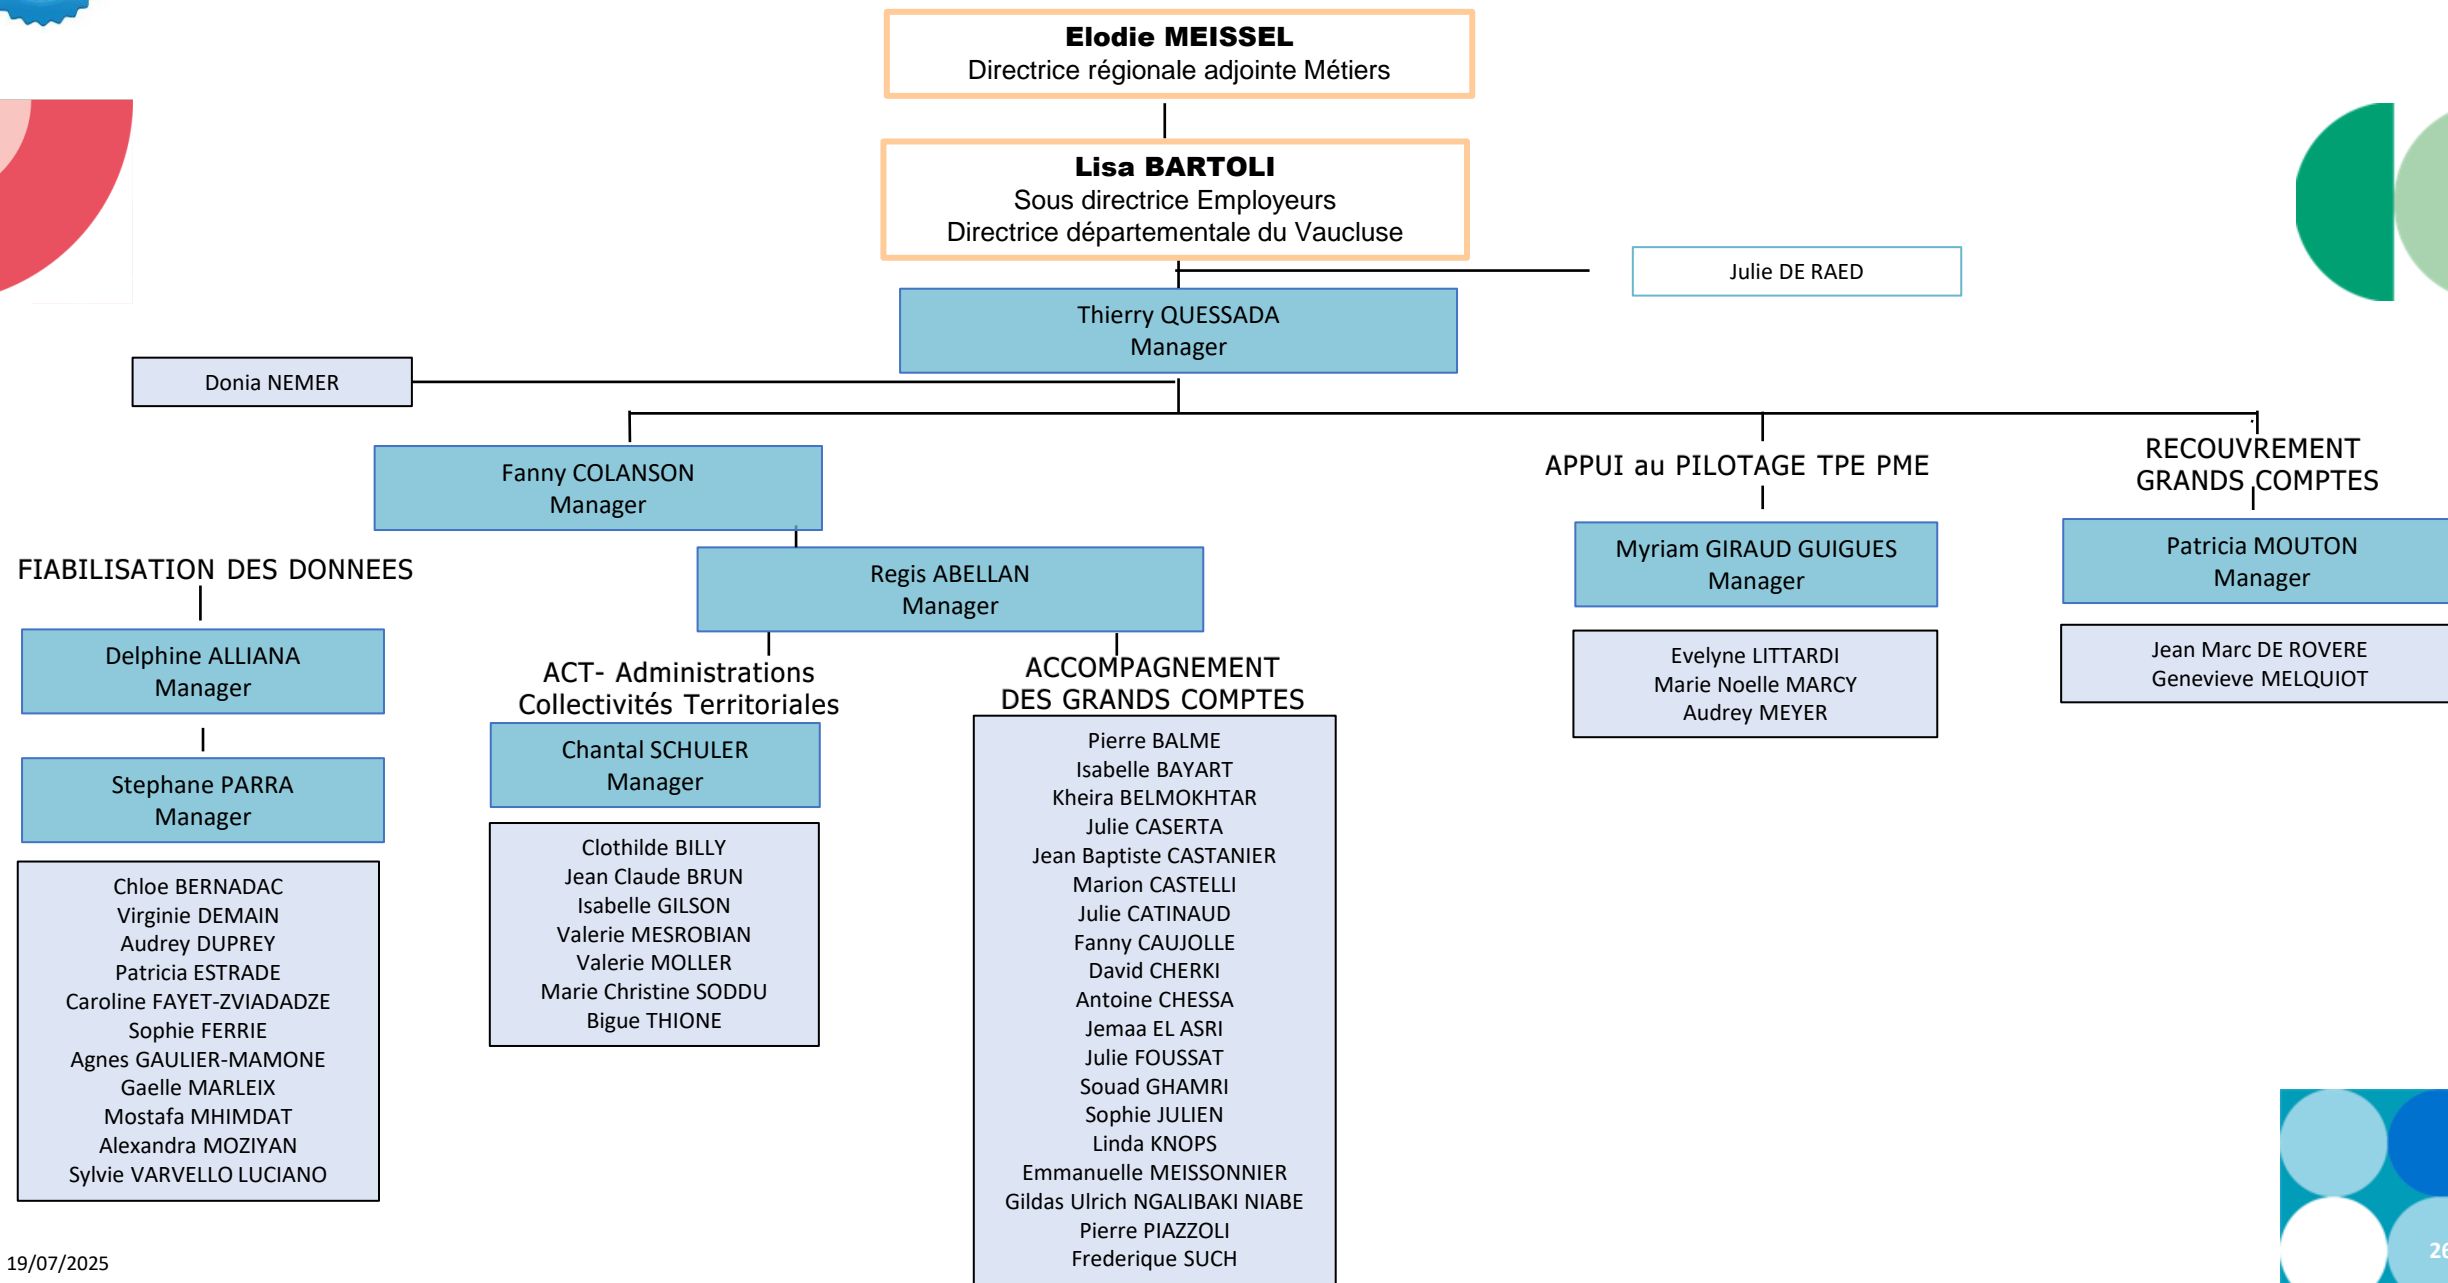 Elodie MEISSEL
Directrice régionale adjointe Métiers
Lisa BARTOLI
Sous directrice Employeurs
Directrice départementale du Vaucluse
Julie DE RAED
Thierry QUESSADA
Manager
Donia NEMER
Fanny COLANSON
Manager
Regis ABELLAN
Manager
FIABILISATION DES DONNEES
Delphine ALLIANA
Manager
Stephane PARRA
Manager
Chloe BERNADAC
Virginie DEMAIN
Audrey DUPREY
Patricia ESTRADE
Caroline FAYET-ZVIADADZE
Sophie FERRIE
Agnes GAULIER-MAMONE
Gaelle MARLEIX
Mostafa MHIMDAT
Alexandra MOZIYAN
Sylvie VARVELLO LUCIANO
ACT- Administrations
Collectivités Territoriales
Chantal SCHULER
Manager
Clothilde BILLY
Jean Claude BRUN
Isabelle GILSON
Valerie MESROBIAN
Valerie MOLLER
Marie Christine SODDU
Bigue THIONE
ACCOMPAGNEMENT
DES GRANDS COMPTES
Pierre BALME
Isabelle BAYART
Kheira BELMOKHTAR
Julie CASERTA
Jean Baptiste CASTANIER
Marion CASTELLI
Julie CATINAUD
Fanny CAUJOLLE
David CHERKI
Antoine CHESSA
Jemaa EL ASRI
Julie FOUSSAT
Souad GHAMRI
Sophie JULIEN
Linda KNOPS
Emmanuelle MEISSONNIER
Gildas Ulrich NGALIBAKI NIABE
Pierre PIAZZOLI
Frederique SUCH
APPUI au PILOTAGE TPE PME
Myriam GIRAUD GUIGUES
Manager
Evelyne LITTARDI
Marie Noelle MARCY
Audrey MEYER
RECOUVREMENT
GRANDS COMPTES
Patricia MOUTON
Manager
Jean Marc DE ROVERE
Genevieve MELQUIOT
19/07/2025
26